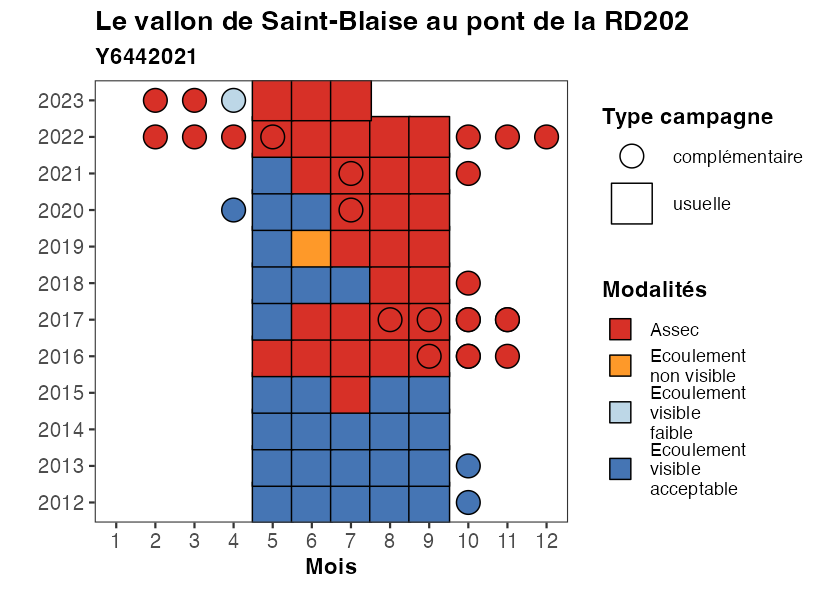 Le vallon de Saint-Blaise au pont de la RD202
Y6442021
2023
2022
2021
2020
2019
2018
2017
2016
2015
2014
2013
2012
1 2 3 4 5 6 7 8 9 10 11 12
Mois
Type campagne
complémentaire
usuelle
Modalités
Assec
Ecoulement
non visible
Ecoulement
visible
faible
Ecoulement
visible
acceptable